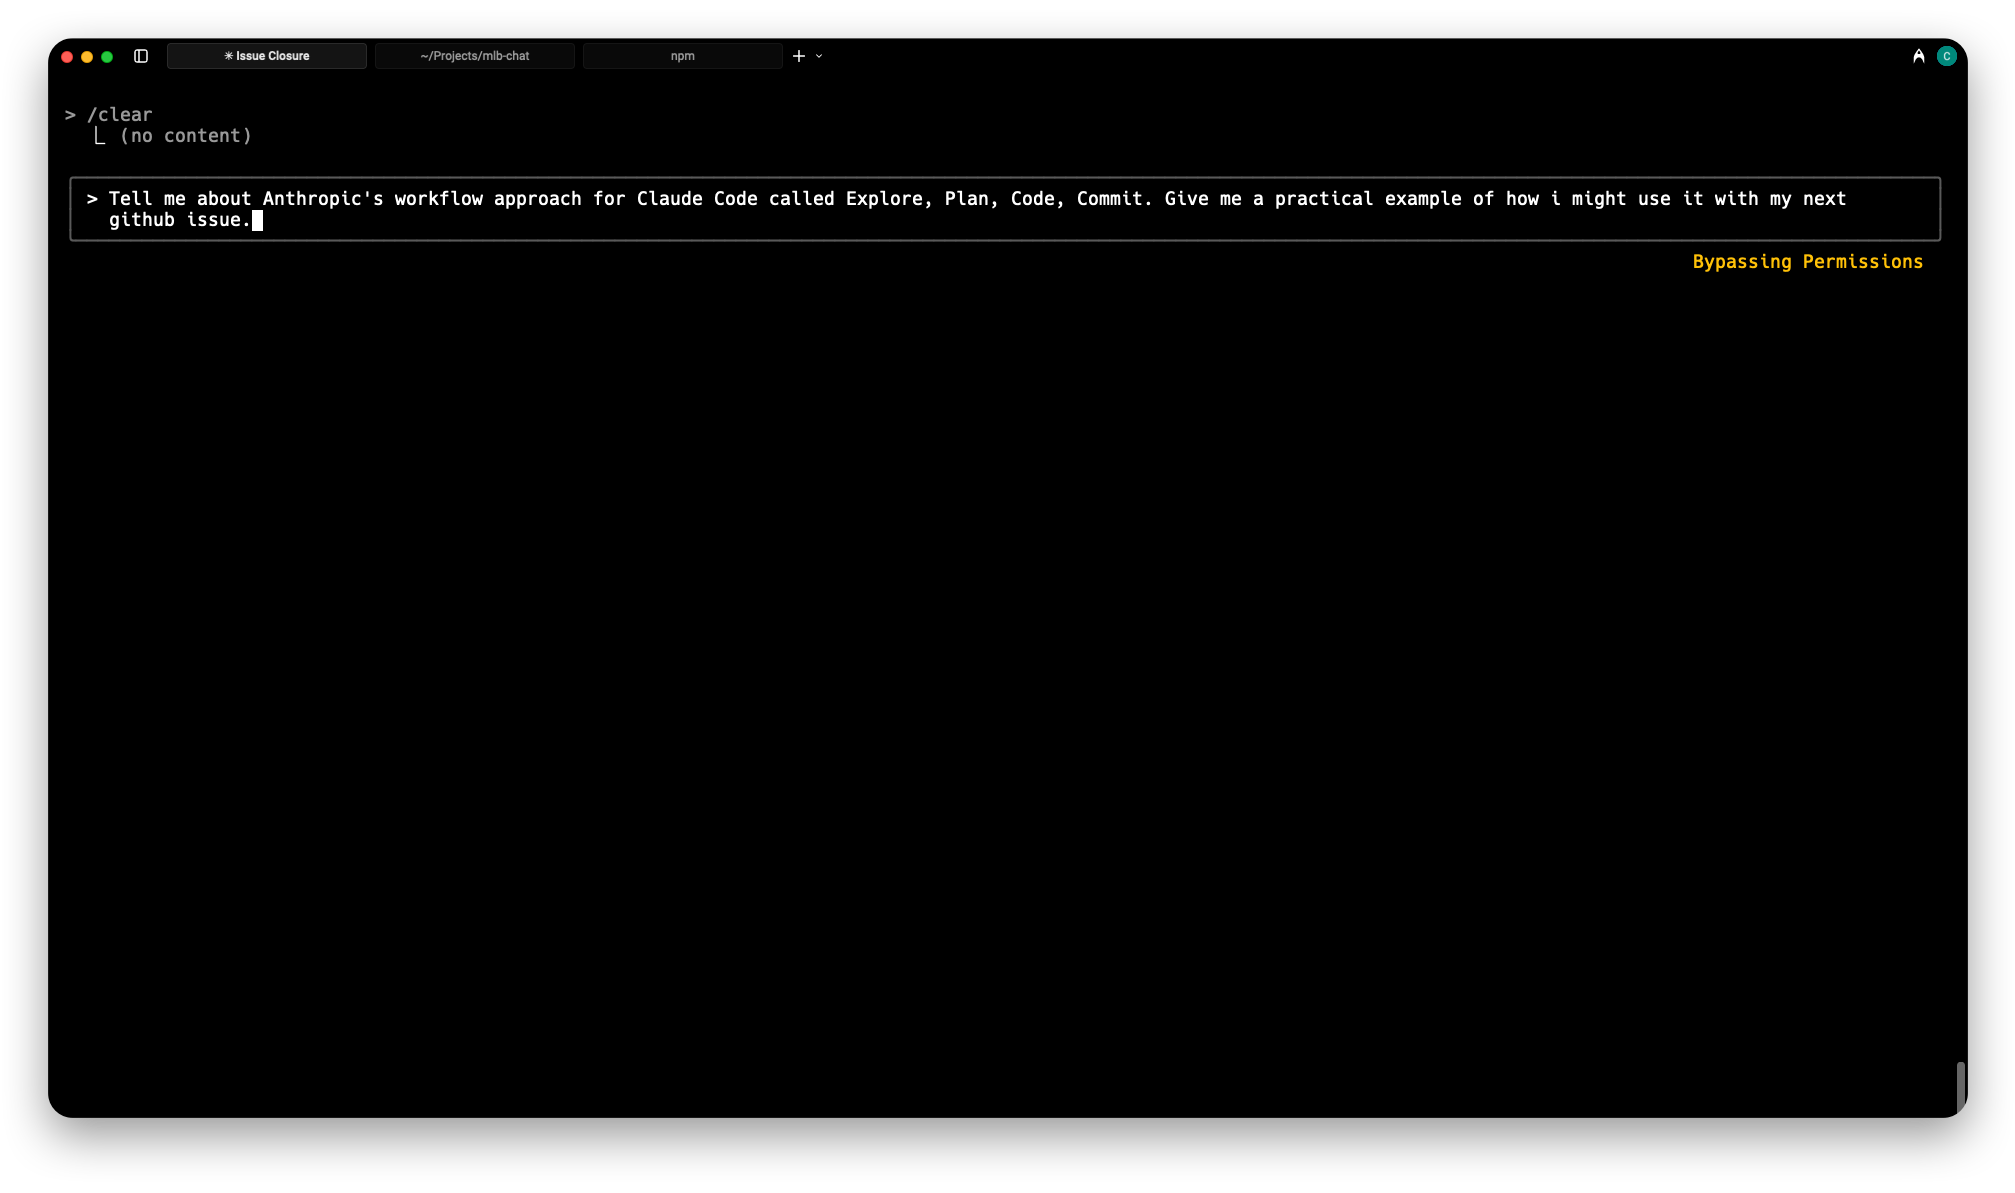 ✳ Issue Closure
~/Projects/mlb-chat
npm
C
> /clear
⎿ (no content)
> Tell me about Anthropic's workflow approach for Claude Code called Explore, Plan, Code, Commit. Give me a practical example of how i might use it with my next
github issue.
Bypassing Permissions